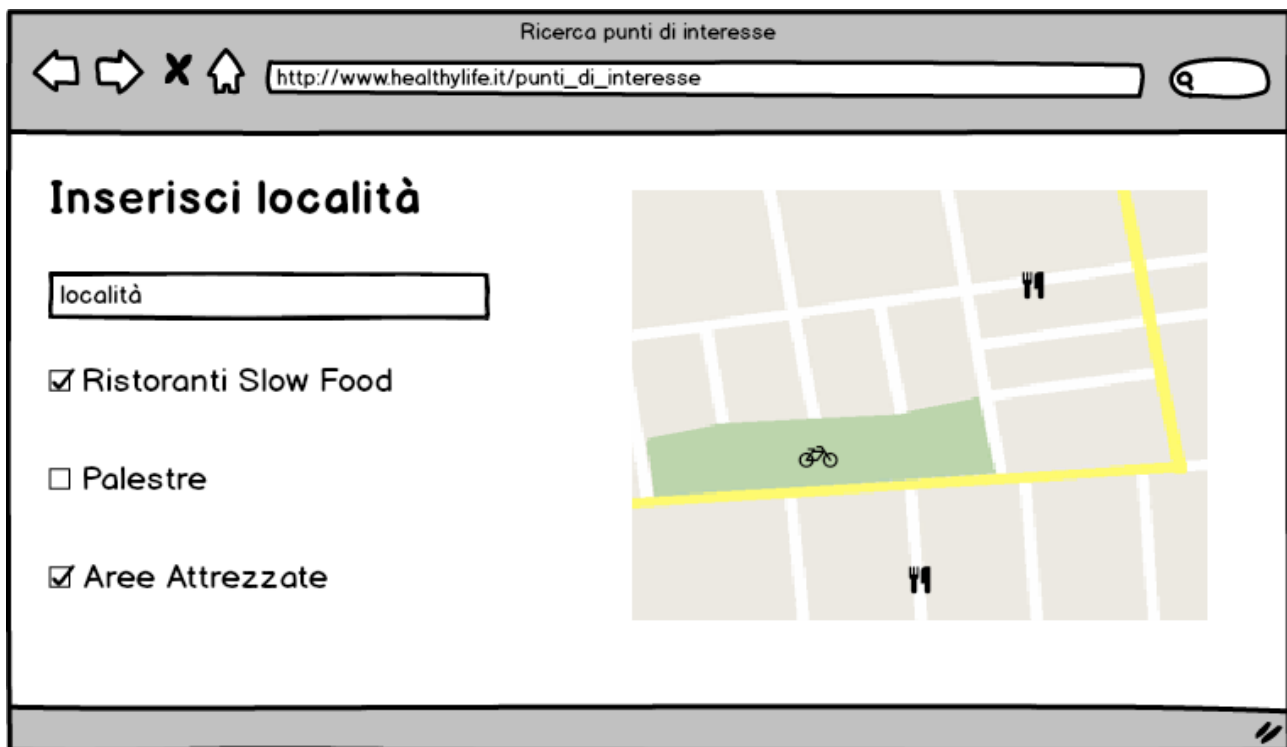 Ricerca punti di interesse
http://www.healthylife.it/punti_di_interesse
Inserisci località
località
Ristoranti Slow Food
Palestre
Aree Attrezzate